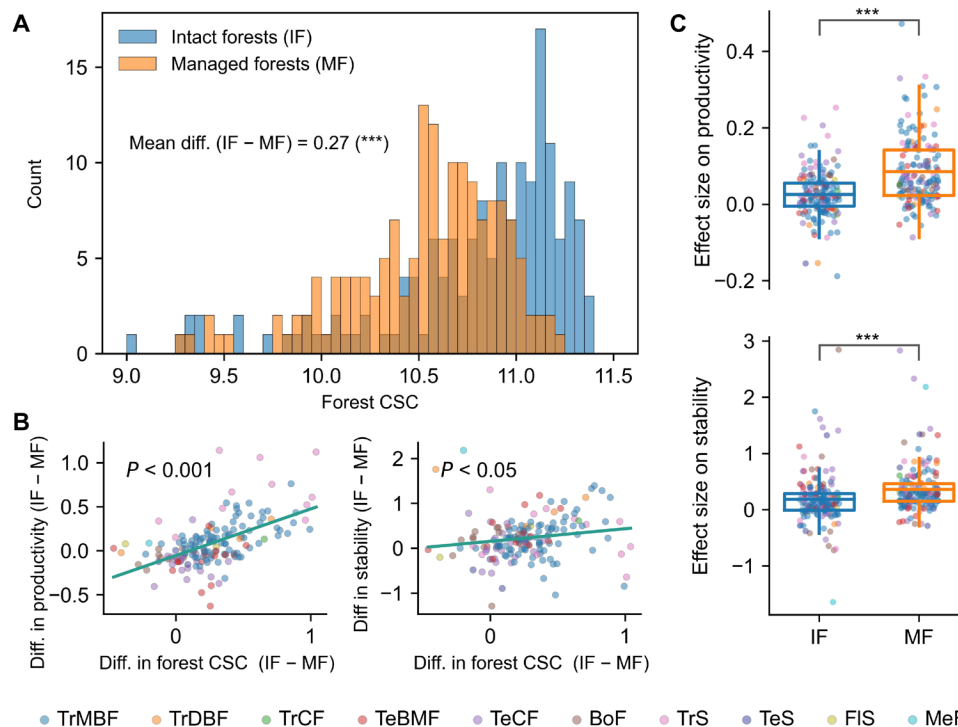 A
Intact forests (IF)
Managed forests (MF)
Mean diff. (IF − MF) = 0.27 (***)
Count
15
10
5
0
9.0 9.5 10.0 10.5 11.0 11.5
Forest CSC
B
P < 0.001
Diff. in productivity (IF − MF)
1.0
0.5
0.0
−0.5
0 1
Diff. in forest CSC (IF − MF)
P < 0.05
Diff in stability (IF − MF)
2
1
0
−1
0 1
Diff. in forest CSC (IF − MF)
C
***
Effect size on productivity
0.4
0.2
0.0
−0.2
***
Effect size on stability
3
2
1
0
−1
IF MF
TrMBF TrDBF TrCF TeBMF TeCF BoF TrS TeS FlS